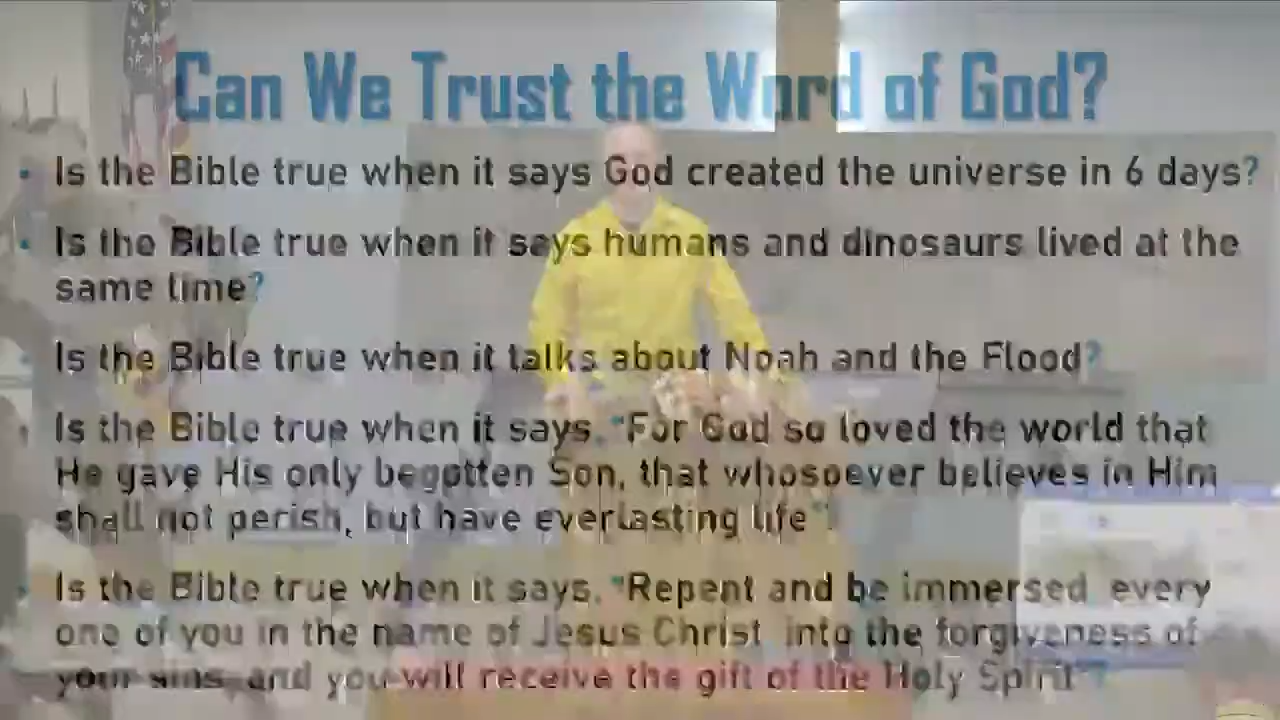 Can We Trust the Word of God?
• Is the Bible true when it says God created the universe in 6 days?
• Is the Bible true when it says humans and dinosaurs lived at the
same time?
• Is the Bible true when it talks about Noah and the Flood?
• Is the Bible true when it says, "For God so loved the world that
He gave His only begotten Son, that whosoever believes in Him
shall not perish, but have everlasting life"?
• Is the Bible true when it says, "Repent and be immersed, every
one of you in the name of Jesus Christ, into the forgiveness of
your sins, and you will receive the gift of the Holy Spirit"?